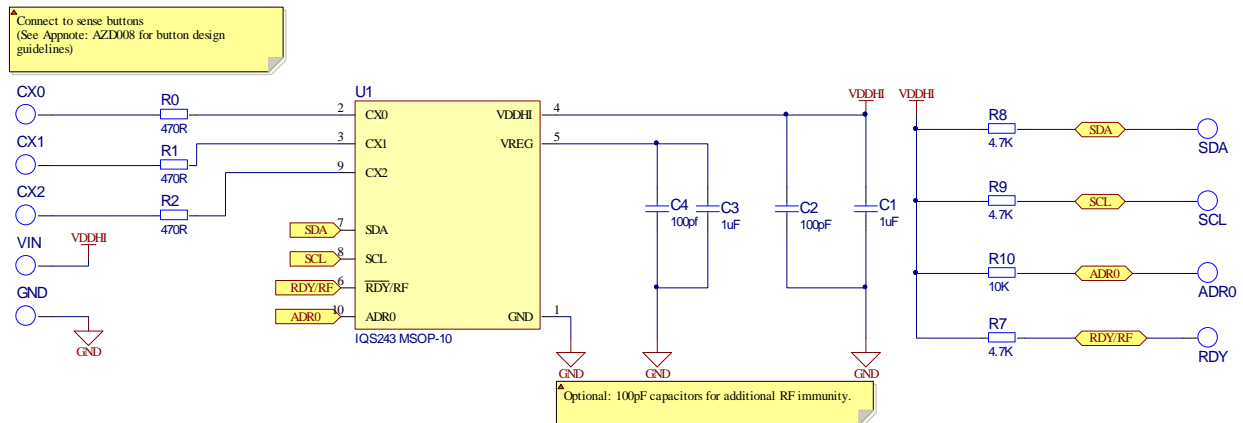 Connect to sense buttons
(See Appnote: AZD008 for button design
guidelines)
CX0
R0
470R
CX1
R1
470R
CX2
R2
470R
VIN
VDDHI
GND
GND
U1
2 CX0
3 CX1
9 CX2
SDA 7 SDA
SCL 8 SCL
RDY/RF 6 RDY/RF
ADR0 10 ADR0
VDDHI 4
VREG 5
GND 1
IQS243 MSOP-10
GND
C4
100pf
C3
1uF
GND
C2
100pF
C1
1uF
VDDHI
GND
Optional: 100pF capacitors for additional RF immunity.
VDDHI
R8
4.7K
SDA
SDA
R9
4.7K
SCL
SCL
R10
10K
ADR0
ADR0
R7
4.7K
RDY/RF
RDY